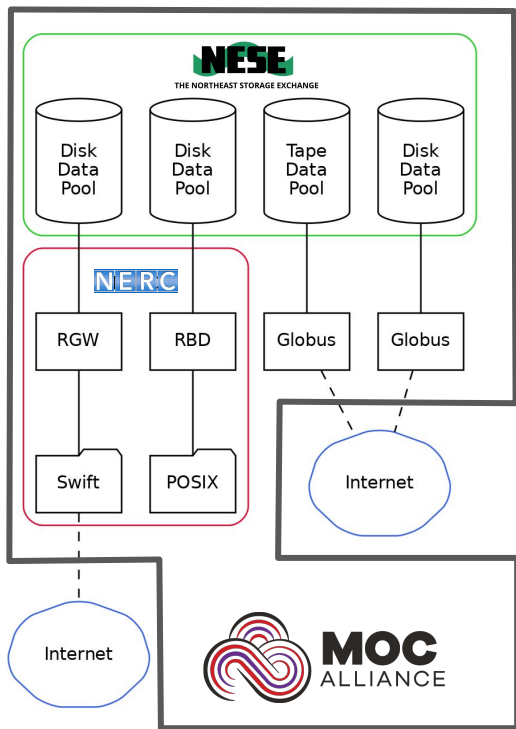 NESE
THE NORTHEAST STORAGE EXCHANGE
Disk
Data
Pool
Disk
Data
Pool
Tape
Data
Pool
Disk
Data
Pool
NERC
RGW
RBD
Globus
Globus
Swift
POSIX
Internet
Internet
MOC
ALLIANCE